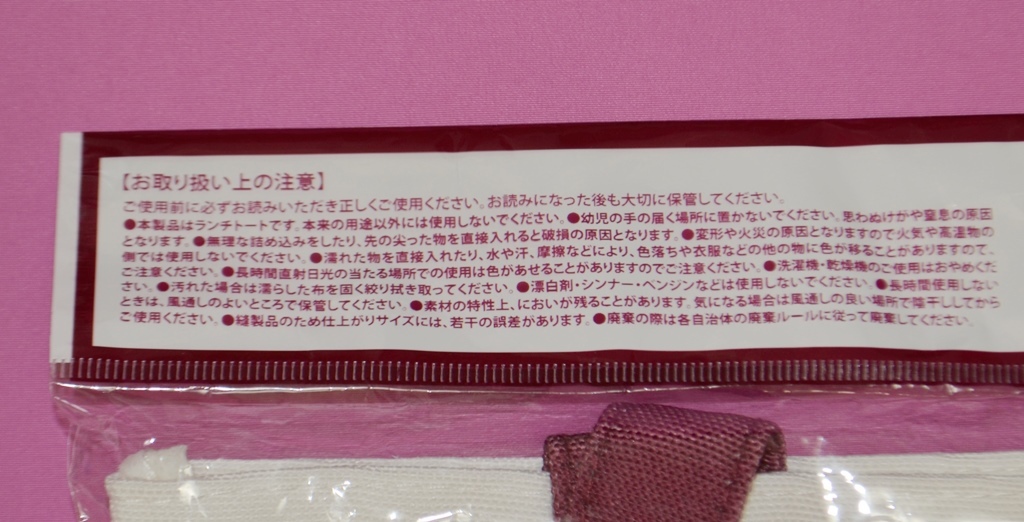 【お取り扱い上の注意】
ご使用前に必ずお読みいただき正しくご使用ください。お読みになった後も大切に保管してください。
●本製品はランチトートです。本来の用途以外には使用しないでください。●幼児の手の届く場所に置かないでください。思わぬけがや窒息の原因
となります。●無理な詰め込みをしたり、先の尖った物を直接入れると破損の原因となります。●変形や火災の原因となりますので火気や高温物の
側では使用しないでください。●濡れた物を直接入れたり、水や汗、摩擦などにより、色落ちや衣服などの他の物に色が移ることがありますので、
ご注意ください。●長時間直射日光の当たる場所での使用は色があせることがありますのでご注意ください。●洗濯機・乾燥機のご使用はおやめくだ
さい。●汚れた場合は濡らした布を固く絞り拭き取ってください。●漂白剤・シンナー・ベンジンなどは使用しないでください。●長時間使用しない
ときは、風通しのよいところで保管してください。●素材の特性上、においが残ることがあります。気になる場合は風通しの良い場所で陰干ししてから
ご使用ください。●縫製品のため仕上がりサイズには、若干の誤差があります。●廃棄の際は各自治体の廃棄ルールに従って廃棄してください。